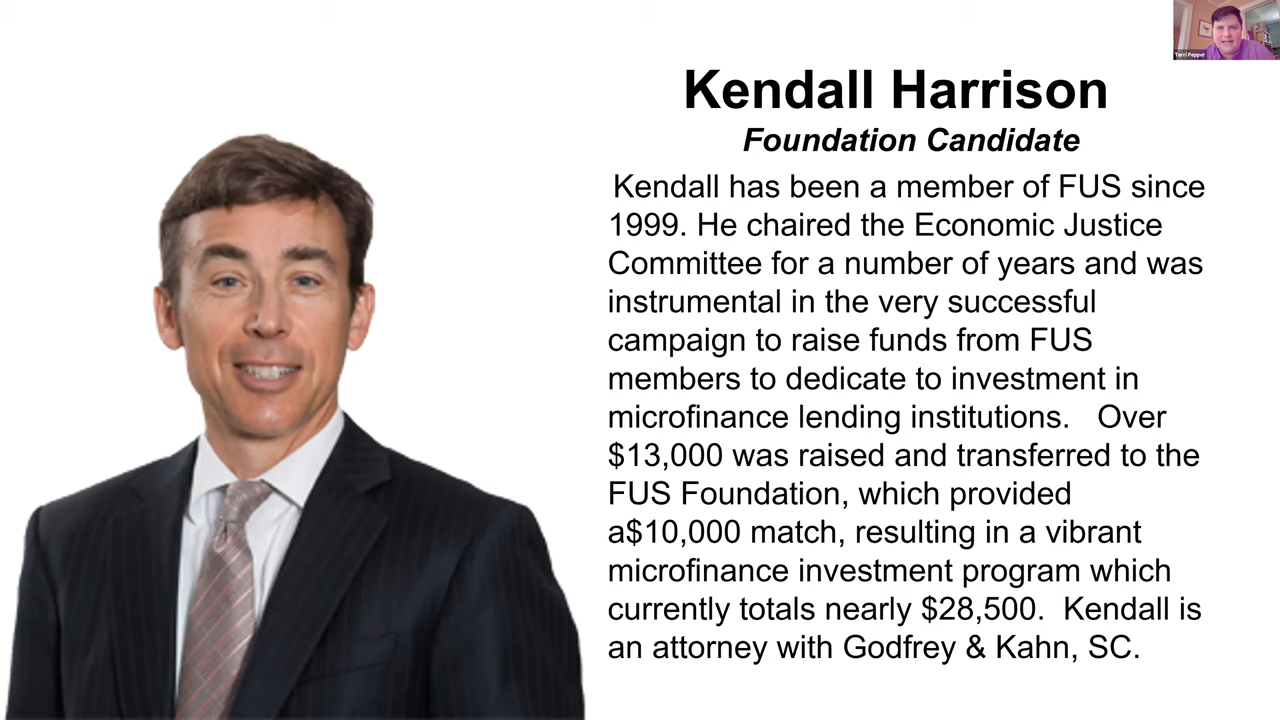 Terri Pepper
Kendall Harrison
Foundation Candidate
Kendall has been a member of FUS since
1999. He chaired the Economic Justice
Committee for a number of years and was
instrumental in the very successful
campaign to raise funds from FUS
members to dedicate to investment in
microfinance lending institutions.   Over
$13,000 was raised and transferred to the
FUS Foundation, which provided
a$10,000 match, resulting in a vibrant
microfinance investment program which
currently totals nearly $28,500.  Kendall is
an attorney with Godfrey & Kahn, SC.